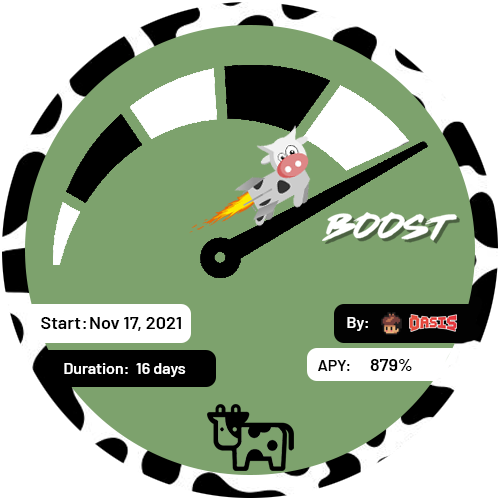 BOOST
Start: Nov 17, 2021
By: OASIS
Duration: 16 days
APY: 879%